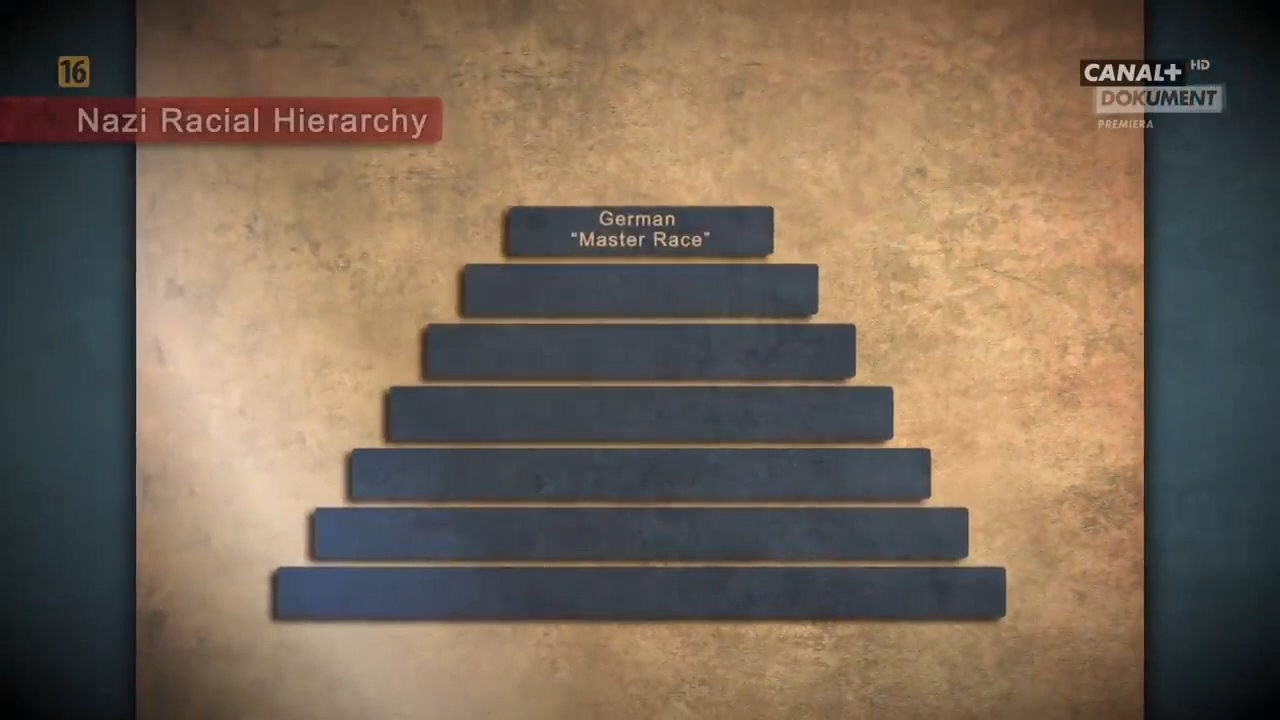 16
CANAL+ HD
DOKUMENT
PREMIERA
Nazi Racial Hierarchy
German
“Master Race”